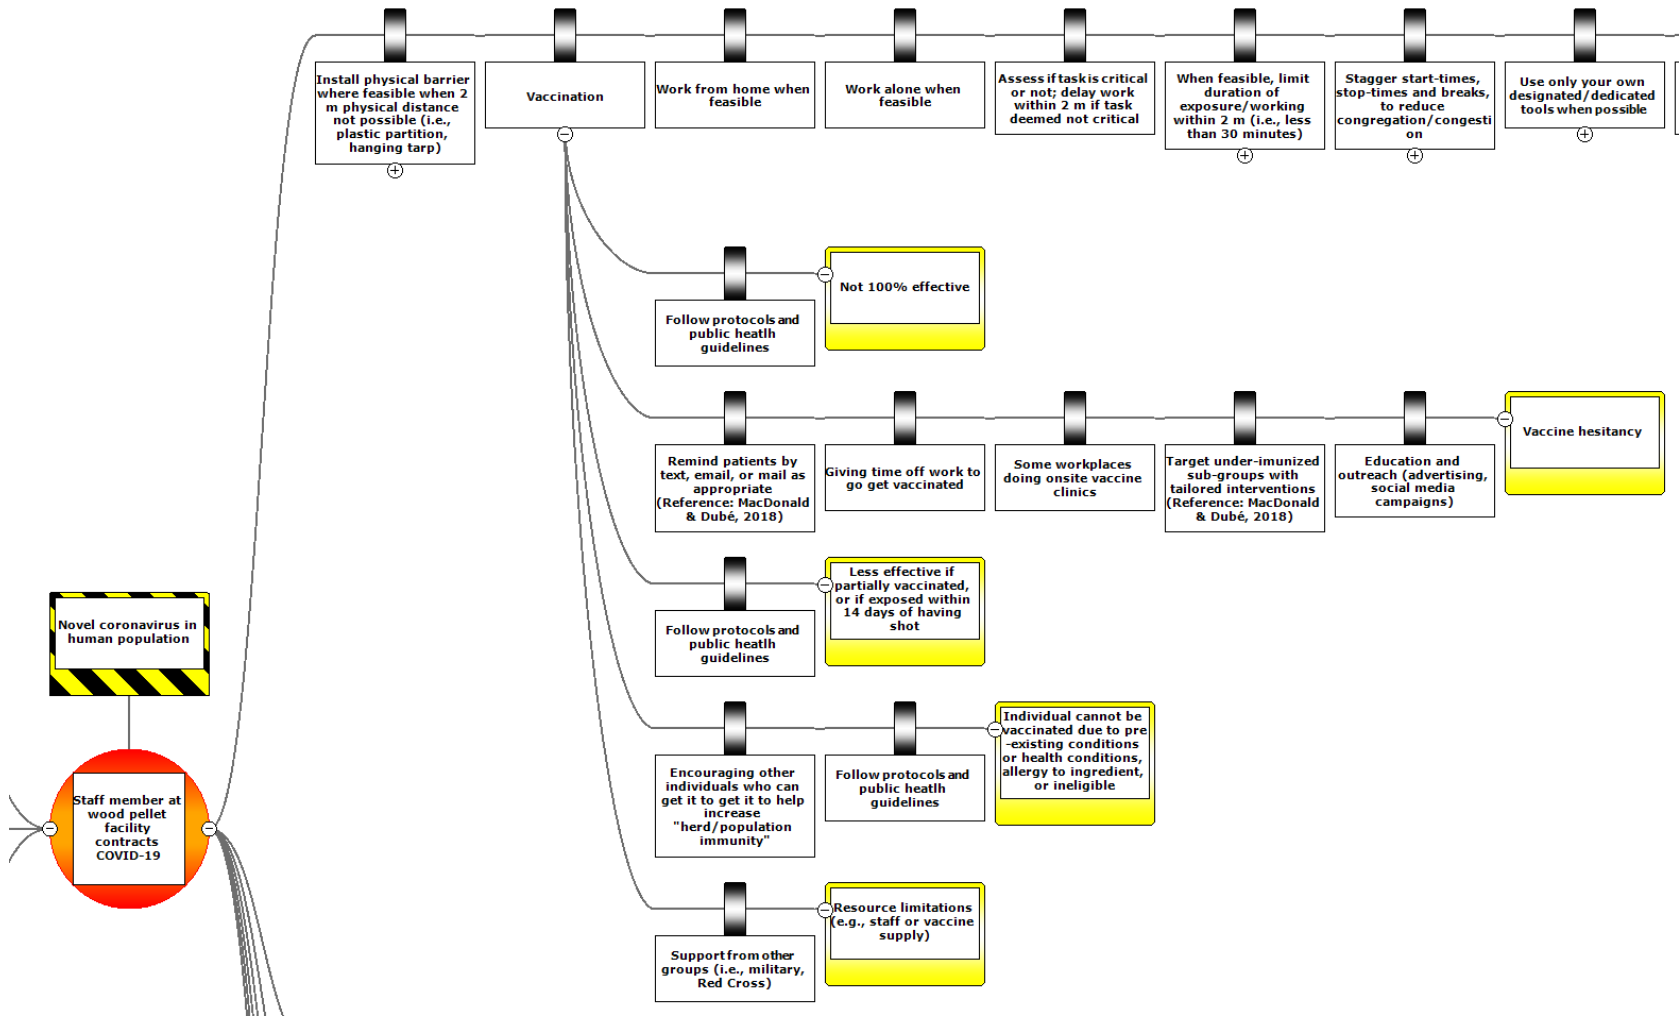 Install physical barrier
where feasible when 2
m physical distance
not possible (i.e.,
plastic partition,
hanging tarp)
Vaccination
Work from home when
feasible
Work alone when
feasible
Assess if task is critical
or not; delay work
within 2 m if task
deemed not critical
When feasible, limit
duration of
exposure/working
within 2 m (i.e., less
than 30 minutes)
Stagger start-times,
stop-times and breaks,
to reduce
congregation/congesti
on
Use only your own
designated/dedicated
tools when possible
Follow protocols and
public heatlh
guidelines
Not 100% effective
Remind patients by
text, email, or mail as
appropriate
(Reference: MacDonald
& Dubé, 2018)
Giving time off work to
go get vaccinated
Some workplaces
doing onsite vaccine
clinics
Target under-imunized
sub-groups with
tailored interventions
(Reference: MacDonald
& Dubé, 2018)
Education and
outreach (advertising,
social media
campaigns)
Vaccine hesitancy
Follow protocols and
public heatlh
guidelines
Less effective if
partially vaccinated,
or if exposed within
14 days of having
shot
Novel coronavirus in
human population
Staff member at
wood pellet
facility
contracts
COVID-19
Encouraging other
individuals who can
get it to get it to help
increase
"herd/population
immunity"
Follow protocols and
public heatlh
guidelines
Individual cannot be
vaccinated due to pre
-existing conditions
or health conditions,
allergy to ingredient,
or ineligible
Support from other
groups (i.e., military,
Red Cross)
Resource limitations
(e.g., staff or vaccine
supply)